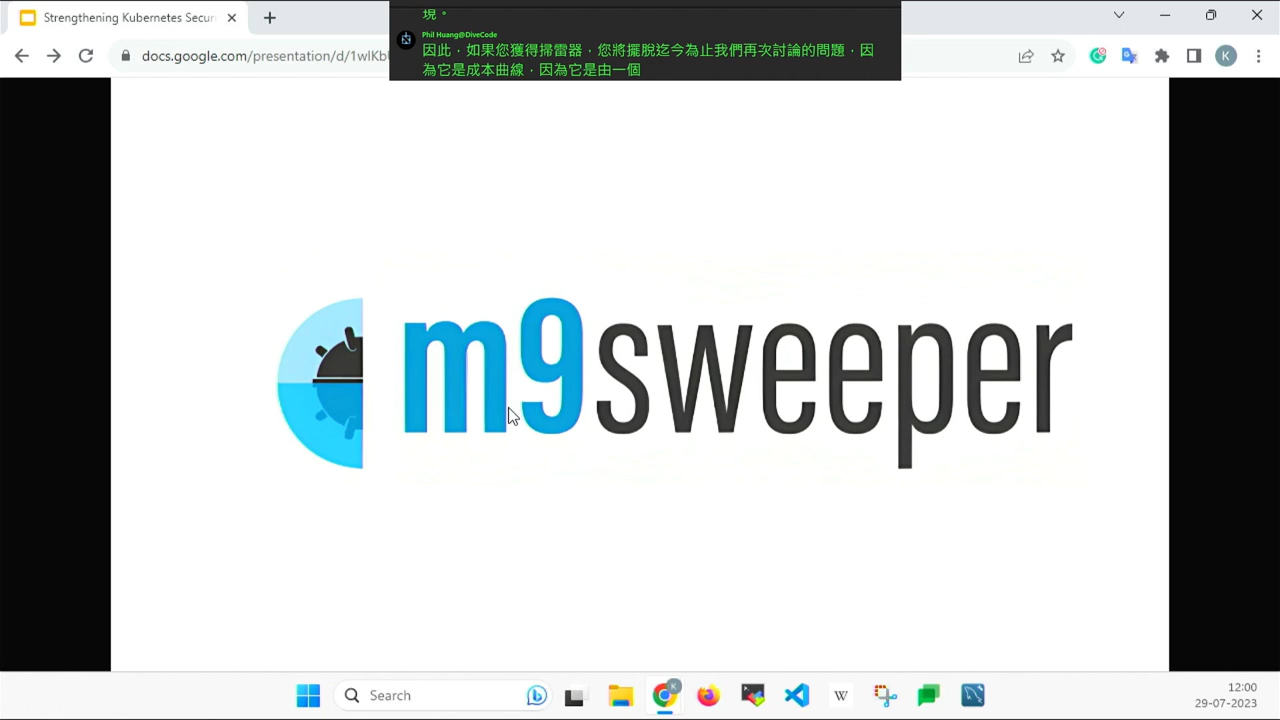 Strengthening Kubernetes Secur
現。
Phil Huang@DiveCode
因此，如果您獲得掃雷器，您將擺脫迄今為止我們再次討論的問題，因
為它是成本曲線，因為它是由一個
docs.google.com/presentation/d/1wlKb
K
m9sweeper
Search
K
W
12:00
29-07-2023